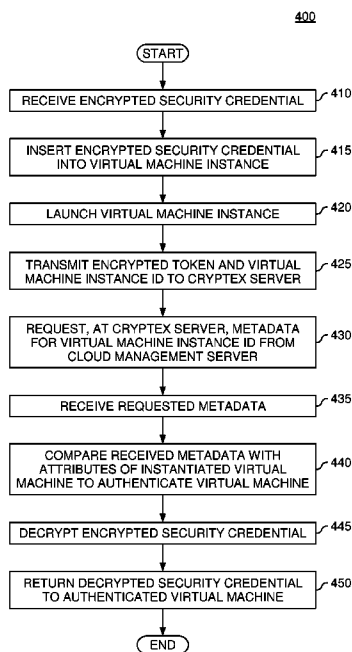 400
START
RECEIVE ENCRYPTED SECURITY CREDENTIAL
410
INSERT ENCRYPTED SECURITY CREDENTIAL
INTO VIRTUAL MACHINE INSTANCE
415
LAUNCH VIRTUAL MACHINE INSTANCE
420
TRANSMIT ENCRYPTED TOKEN AND VIRTUAL
MACHINE INSTANCE ID TO CRYPTEX SERVER
425
REQUEST, AT CRYPTEX SERVER, METADATA
FOR VIRTUAL MACHINE INSTANCE ID FROM
CLOUD MANAGEMENT SERVER
430
RECEIVE REQUESTED METADATA
435
COMPARE RECEIVED METADATA WITH
ATTRIBUTES OF INSTANTIATED VIRTUAL
MACHINE TO AUTHENTICATE VIRTUAL MACHINE
440
DECRYPT ENCRYPTED SECURITY CREDENTIAL
445
RETURN DECRYPTED SECURITY CREDENTIAL
TO AUTHENTICATED VIRTUAL MACHINE
450
END